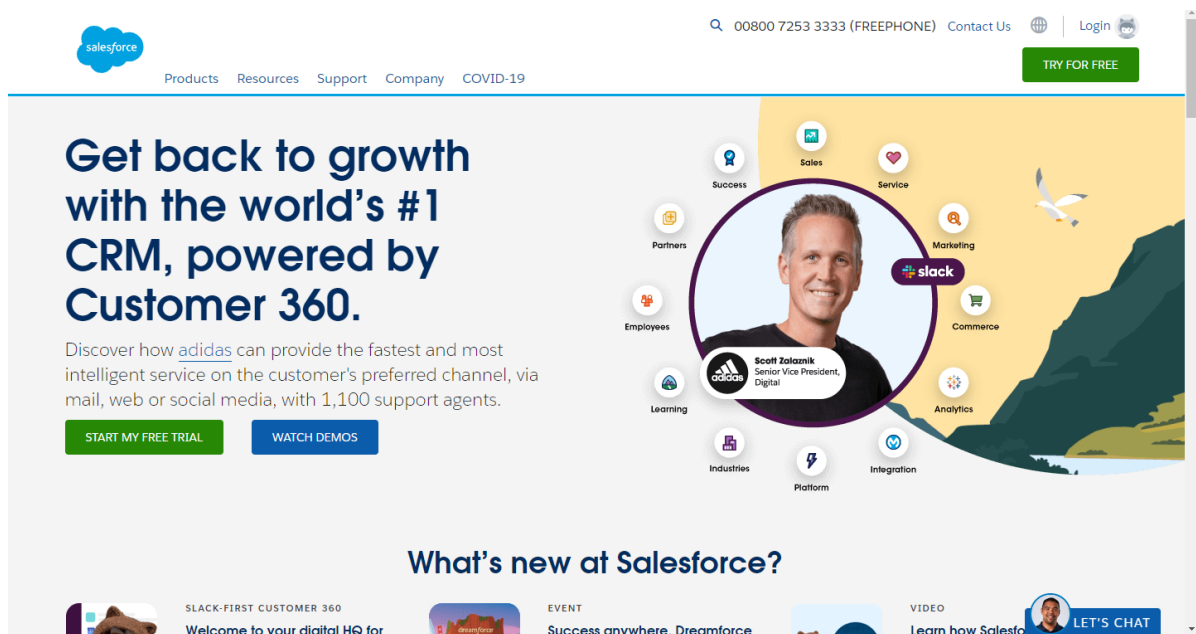 salesforce
00800 7253 3333 (FREEPHONE) Contact Us Login
TRY FOR FREE
Products Resources Support Company COVID-19
Get back to growth
with the world's #1
CRM, powered by
Customer 360.
Discover how adidas can provide the fastest and most
intelligent service on the customer's preferred channel, via
mail, web or social media, with 1,100 support agents.
START MY FREE TRIAL WATCH DEMOS
Sales
Success
Service
Partners
Marketing
slack
Employees
Commerce
adidas
Scott Zalaznik
Senior Vice President,
Digital
Learning
Analytics
Industries
Integration
Platform
What's new at Salesforce?
SLACK-FIRST CUSTOMER 360
Welcome to your digital HQ for
dreamforce
EVENT
Success anywhere. Dreamforce
VIDEO
Learn how Salesfo
LET'S CHAT